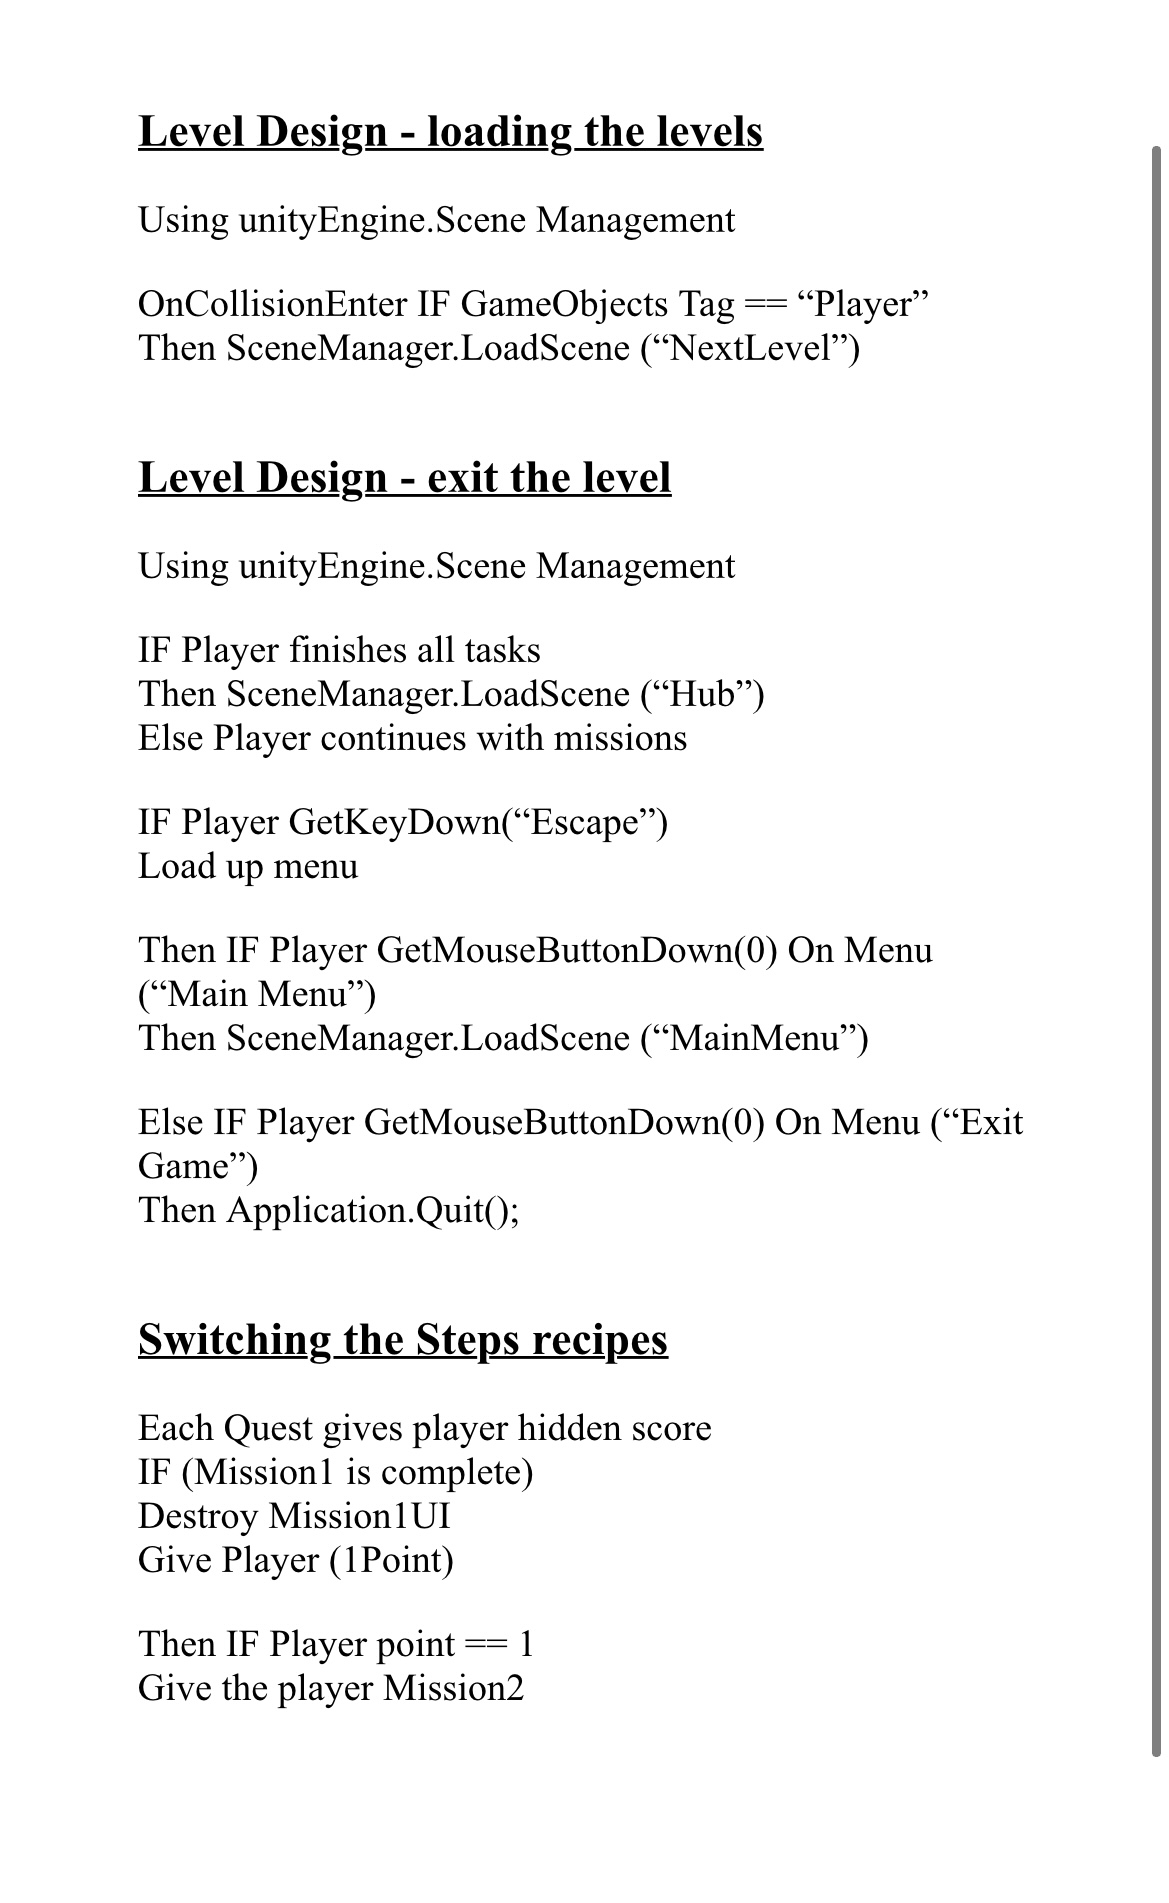 Level Design - loading the levels
Using unityEngine.Scene Management
OnCollisionEnter IF GameObjects Tag == “Player”
Then SceneManager.LoadScene (“NextLevel”)
Level Design - exit the level
Using unityEngine.Scene Management
IF Player finishes all tasks
Then SceneManager.LoadScene (“Hub”)
Else Player continues with missions
IF Player GetKeyDown(“Escape”)
Load up menu
Then IF Player GetMouseButtonDown(0) On Menu
(“Main Menu”)
Then SceneManager.LoadScene (“MainMenu”)
Else IF Player GetMouseButtonDown(0) On Menu (“Exit
Game”)
Then Application.Quit();
Switching the Steps recipes
Each Quest gives player hidden score
IF (Mission1 is complete)
Destroy Mission1UI
Give Player (1Point)
Then IF Player point == 1
Give the player Mission2